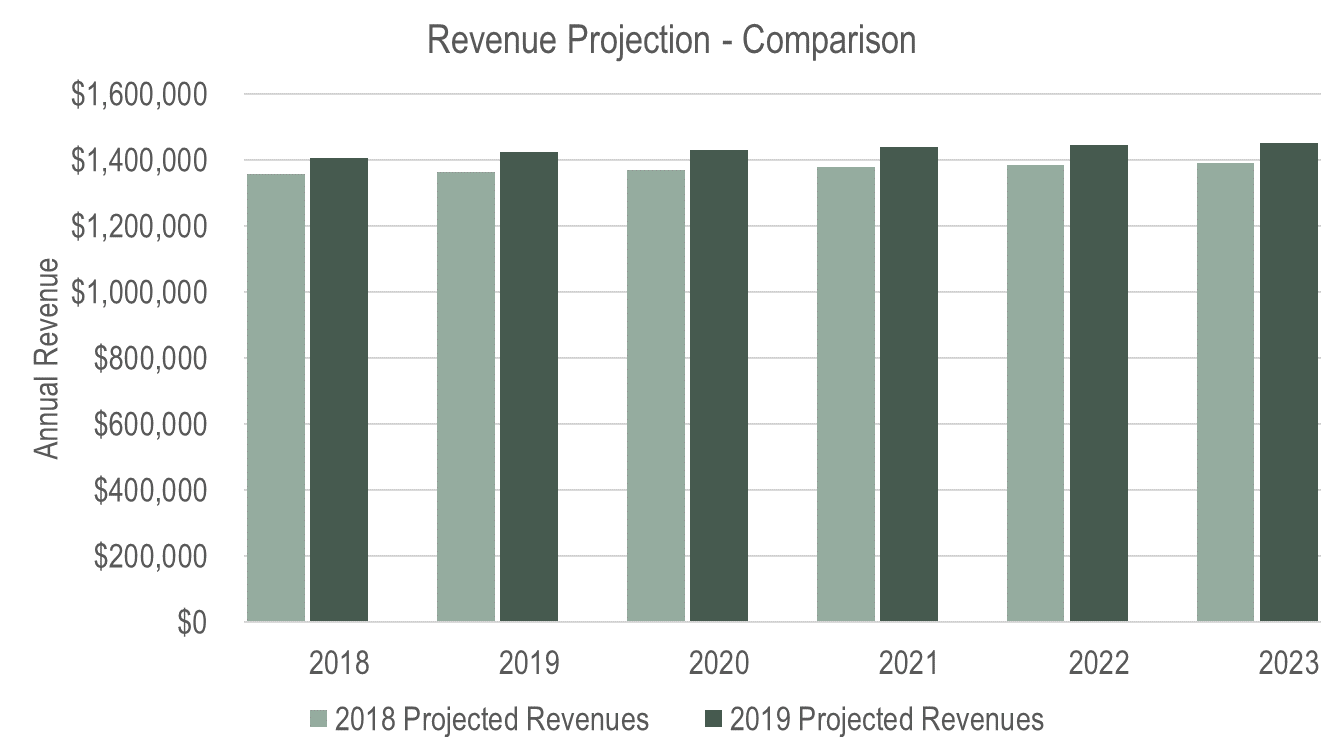 Revenue Projection - Comparison
$1,600,000
$1,400,000
$1,200,000
$1,000,000
$800,000
$600,000
$400,000
$200,000
$0
Annual Revenue
2018 2019 2020 2021 2022 2023
2018 Projected Revenues 2019 Projected Revenues